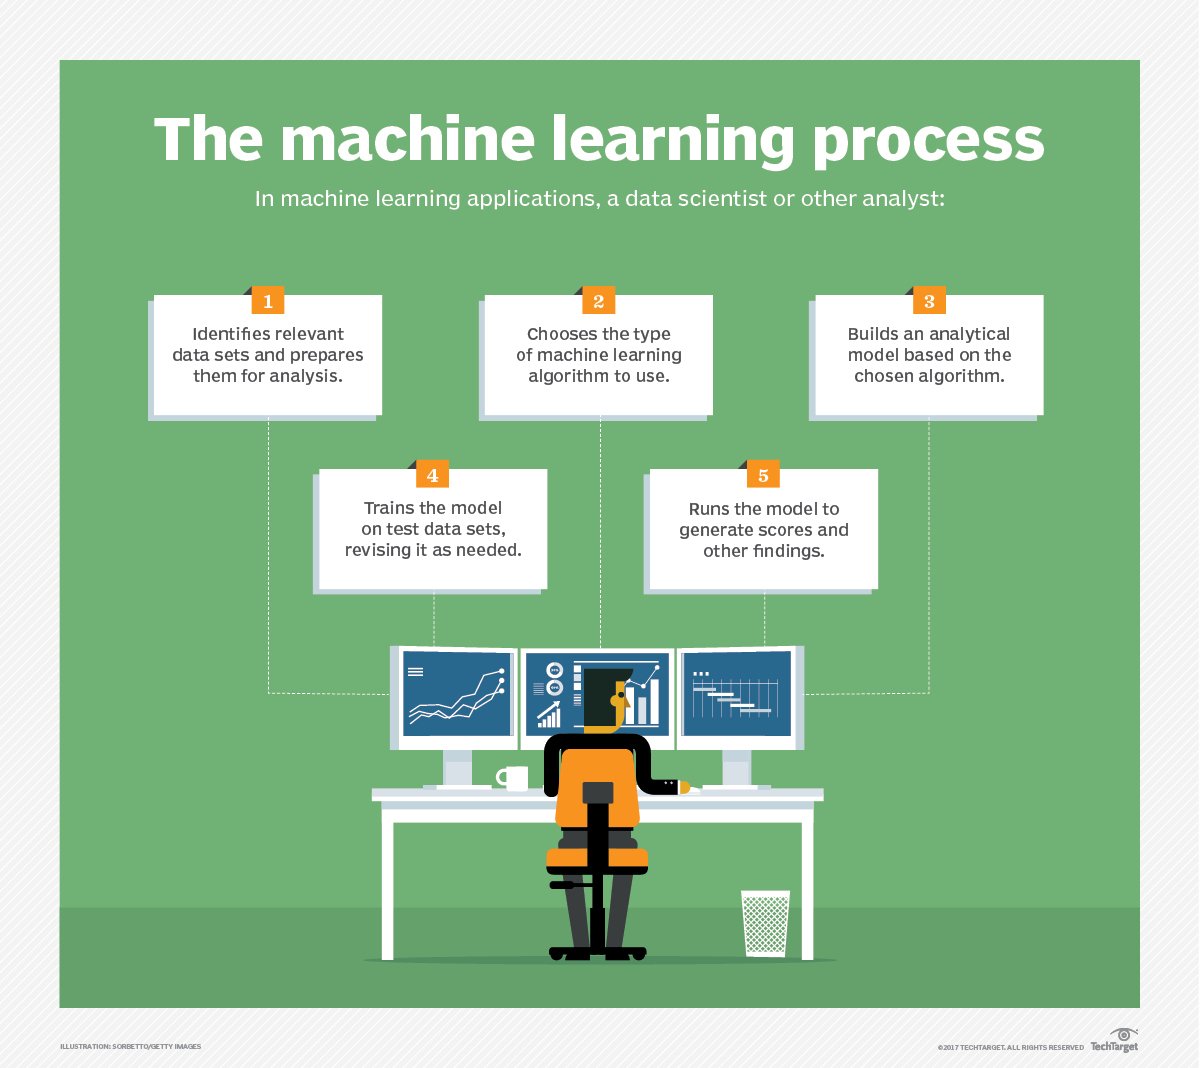 The machine learning process
In machine learning applications, a data scientist or other analyst:
1
Identifies relevant
data sets and prepares
them for analysis.
2
Chooses the type
of machine learning
algorithm to use.
3
Builds an analytical
model based on the
chosen algorithm.
4
Trains the model
on test data sets,
revising it as needed.
5
Runs the model to
generate scores and
other findings.
ILLUSTRATION: SORBETTO/GETTY IMAGES
©2017 TECHTARGET. ALL RIGHTS RESERVED
TechTarget